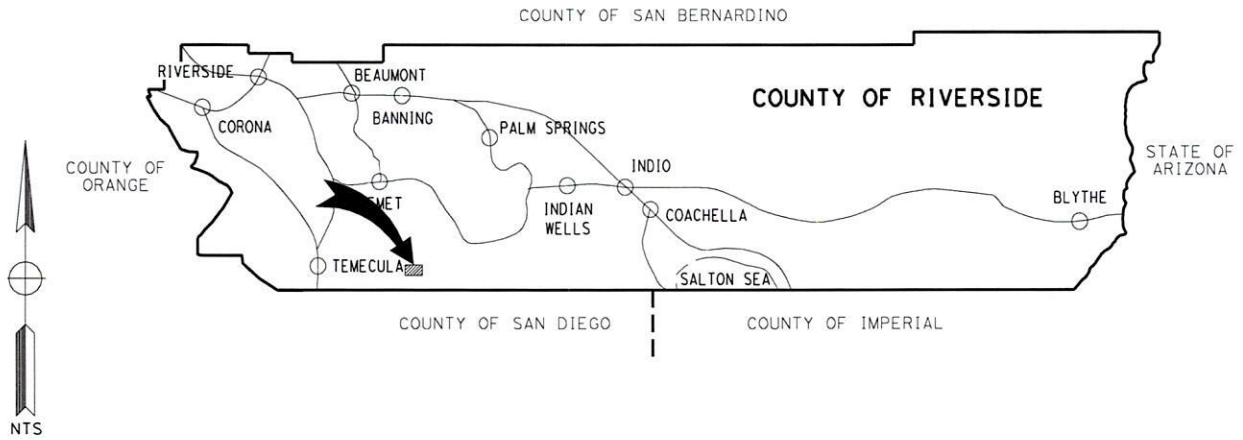 COUNTY OF SAN BERNARDINO
RIVERSIDE
BEAUMONT
COUNTY OF RIVERSIDE
CORONA
BANNING
PALM SPRINGS
COUNTY OF
ORANGE
STATE OF
ARIZONA
INDIO
EMET
INDIAN
WELLS
COACHELLA
BLYTHE
TEMECULA
SALTON SEA
COUNTY OF SAN DIEGO
COUNTY OF IMPERIAL
NTS